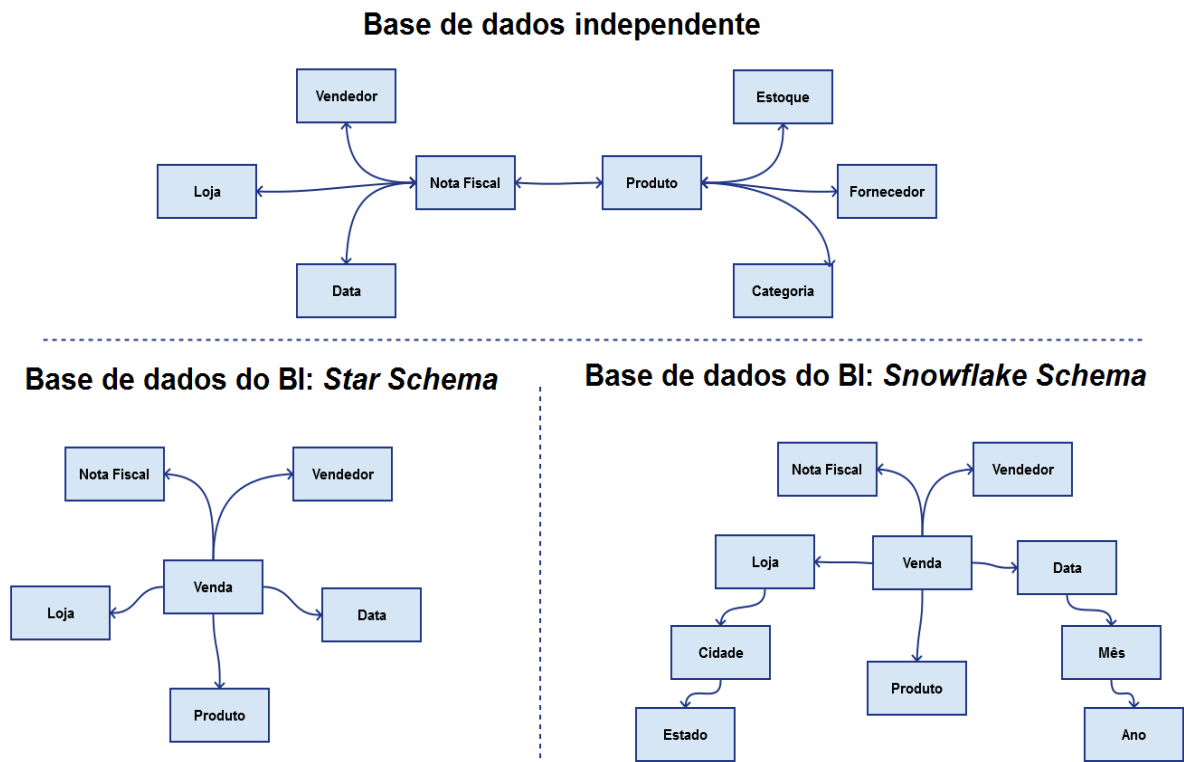 Base de dados independente
Vendedor
Estoque
Loja
Nota Fiscal
Produto
Fornecedor
Data
Categoria
Base de dados do BI: Star Schema
Nota Fiscal
Vendedor
Venda
Loja
Data
Produto
Base de dados do BI: Snowflake Schema
Nota Fiscal
Vendedor
Loja
Venda
Data
Cidade
Mês
Produto
Estado
Ano